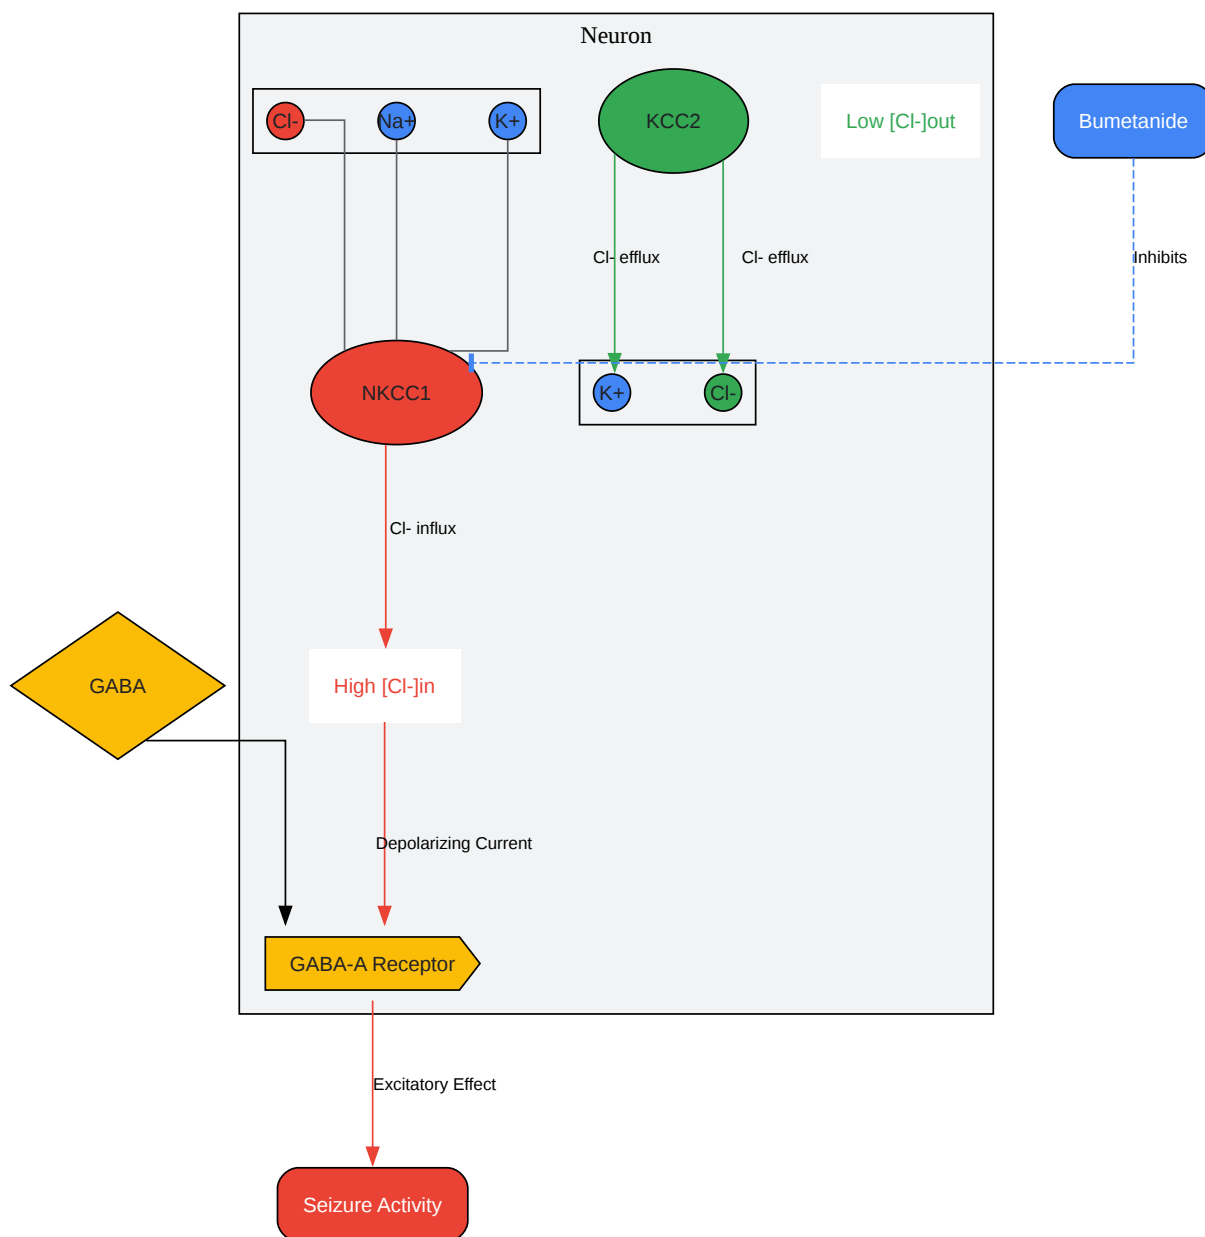 Neuron
Cl-
Na+
K+
KCC2
Low [Cl-]out
Bumetanide
Cl- efflux
Cl- efflux
Inhibits
NKCC1
K+
Cl-
Cl- influx
GABA
High [Cl-]in
Depolarizing Current
GABA-A Receptor
Excitatory Effect
Seizure Activity